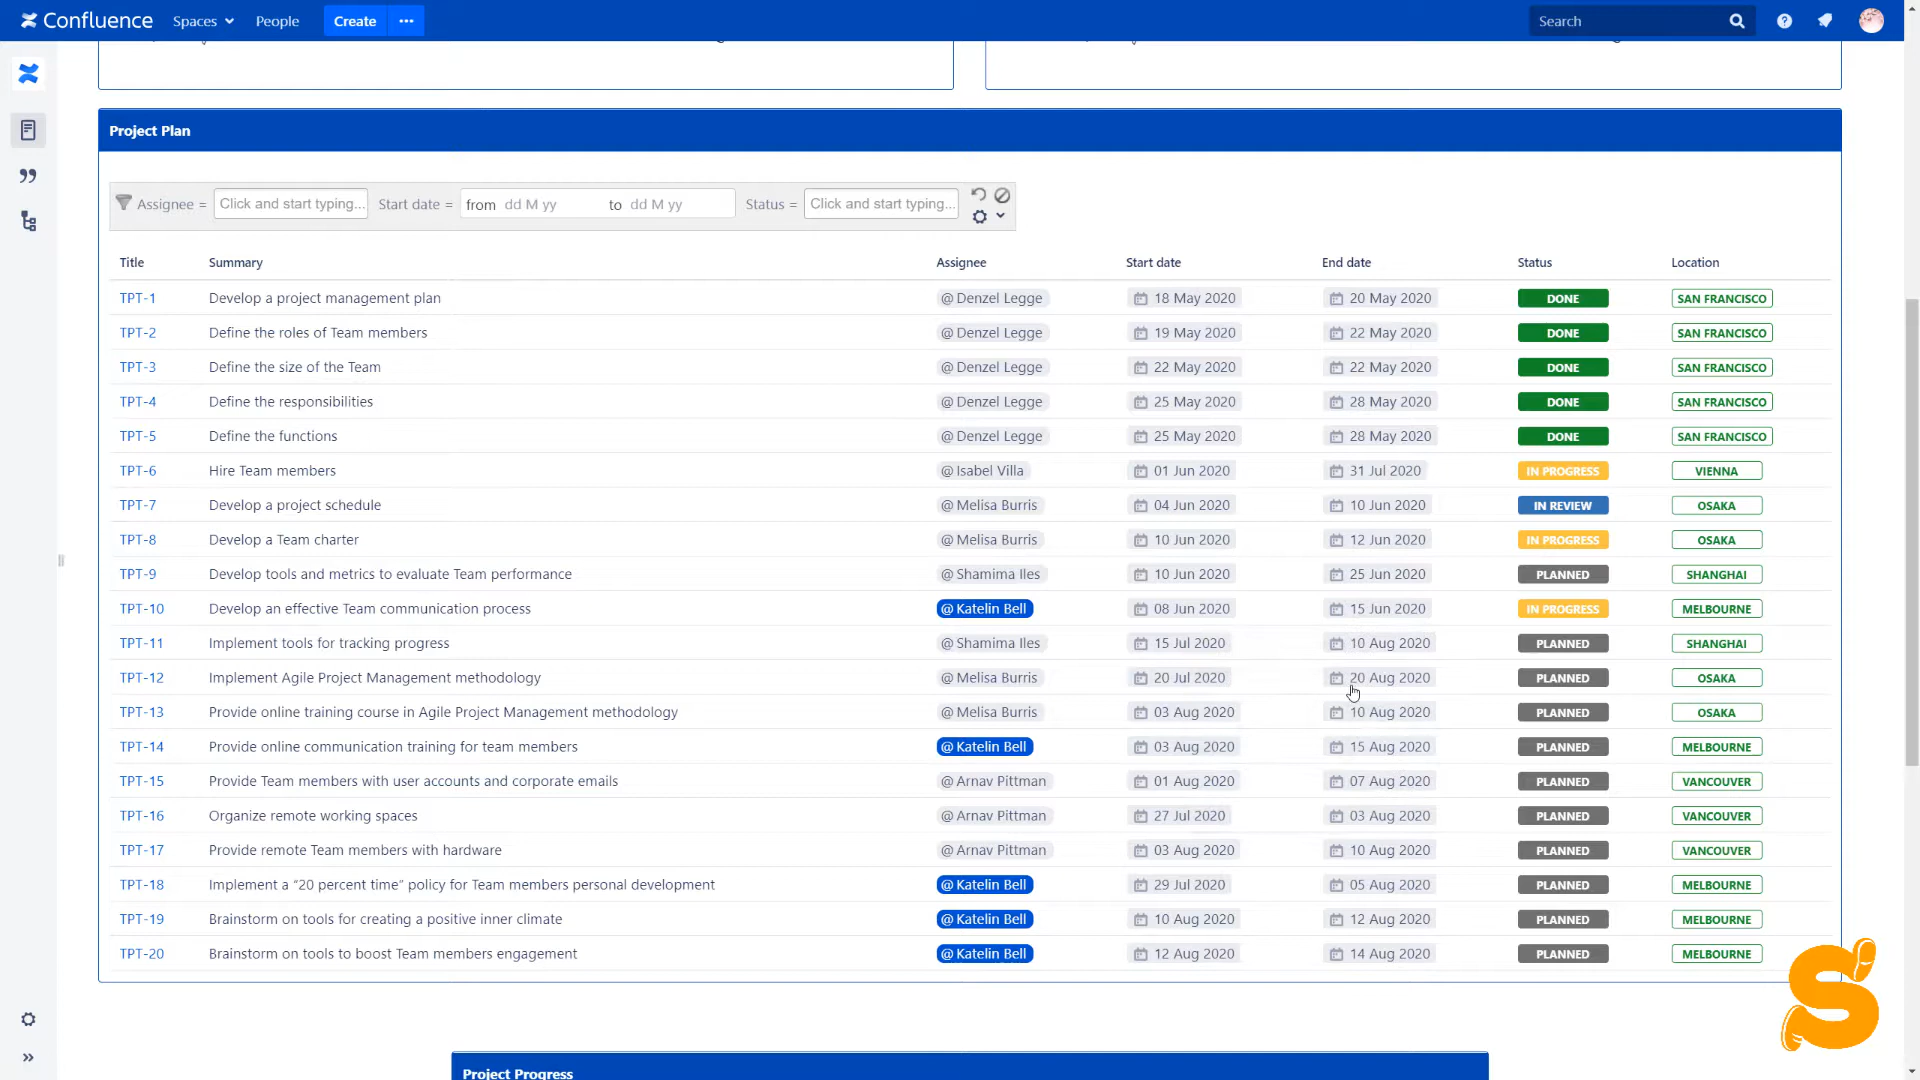 Confluence Spaces People Create ••• Search
Project Plan
Assignee = Click and start typing... Start date = from dd M yy to dd M yy Status = Click and start typing...
Title Summary Assignee Start date End date Status Location
TPT-1 Develop a project management plan @ Denzel Legge 18 May 2020 20 May 2020 DONE SAN FRANCISCO
TPT-2 Define the roles of Team members @ Denzel Legge 19 May 2020 22 May 2020 DONE SAN FRANCISCO
TPT-3 Define the size of the Team @ Denzel Legge 22 May 2020 22 May 2020 DONE SAN FRANCISCO
TPT-4 Define the responsibilities @ Denzel Legge 25 May 2020 28 May 2020 DONE SAN FRANCISCO
TPT-5 Define the functions @ Denzel Legge 25 May 2020 28 May 2020 DONE SAN FRANCISCO
TPT-6 Hire Team members @ Isabel Villa 01 Jun 2020 31 Jul 2020 IN PROGRESS VIENNA
TPT-7 Develop a project schedule @ Melisa Burris 04 Jun 2020 10 Jun 2020 IN REVIEW OSAKA
TPT-8 Develop a Team charter @ Melisa Burris 10 Jun 2020 12 Jun 2020 IN PROGRESS OSAKA
TPT-9 Develop tools and metrics to evaluate Team performance @ Shamima Iles 10 Jun 2020 25 Jun 2020 PLANNED SHANGHAI
TPT-10 Develop an effective Team communication process @ Katelin Bell 08 Jun 2020 15 Jun 2020 IN PROGRESS MELBOURNE
TPT-11 Implement tools for tracking progress @ Shamima Iles 15 Jul 2020 10 Aug 2020 PLANNED SHANGHAI
TPT-12 Implement Agile Project Management methodology @ Melisa Burris 20 Jul 2020 20 Aug 2020 PLANNED OSAKA
TPT-13 Provide online training course in Agile Project Management methodology @ Melisa Burris 03 Aug 2020 10 Aug 2020 PLANNED OSAKA
TPT-14 Provide online communication training for team members @ Katelin Bell 03 Aug 2020 15 Aug 2020 PLANNED MELBOURNE
TPT-15 Provide Team members with user accounts and corporate emails @ Arnav Pittman 01 Aug 2020 07 Aug 2020 PLANNED VANCOUVER
TPT-16 Organize remote working spaces @ Arnav Pittman 27 Jul 2020 03 Aug 2020 PLANNED VANCOUVER
TPT-17 Provide remote Team members with hardware @ Arnav Pittman 03 Aug 2020 10 Aug 2020 PLANNED VANCOUVER
TPT-18 Implement a “20 percent time” policy for Team members personal development @ Katelin Bell 29 Jul 2020 05 Aug 2020 PLANNED MELBOURNE
TPT-19 Brainstorm on tools for creating a positive inner climate @ Katelin Bell 10 Aug 2020 12 Aug 2020 PLANNED MELBOURNE
TPT-20 Brainstorm on tools to boost Team members engagement @ Katelin Bell 12 Aug 2020 14 Aug 2020 PLANNED MELBOURNE
S
Project Progress